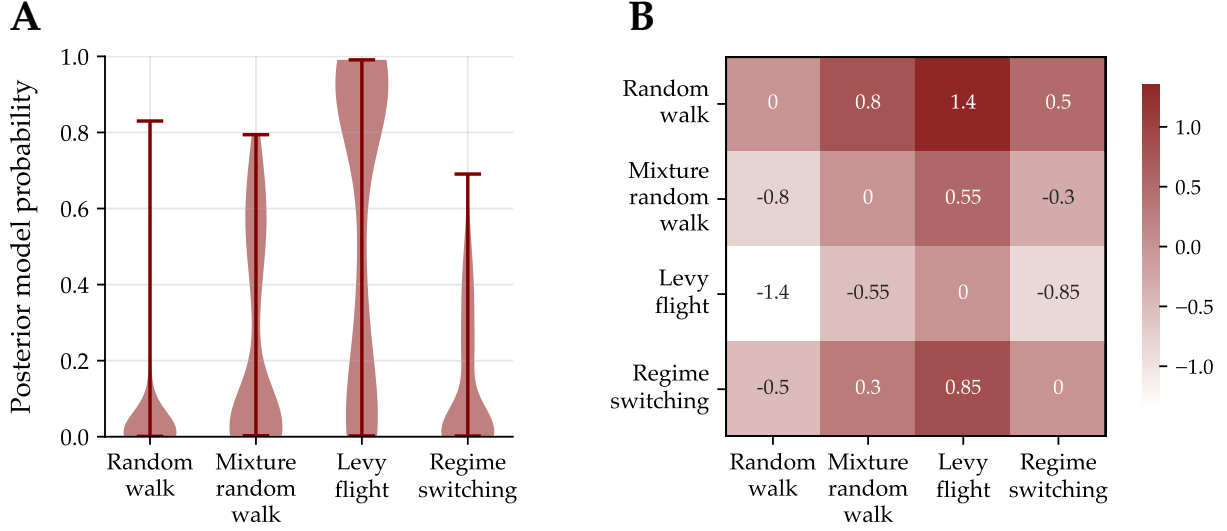 A
Posterior model probability
1.0
0.8
0.6
0.4
0.2
0.0
Random
walk
Mixture
random
walk
Levy
flight
Regime
switching
B
Random
walk
Mixture
random
walk
Levy
flight
Regime
switching
0 0.8 1.4 0.5
-0.8 0 0.55 -0.3
-1.4 -0.55 0 -0.85
-0.5 0.3 0.85 0
Random
walk
Mixture
random
walk
Levy
flight
Regime
switching
1.0
0.5
0.0
−0.5
−1.0